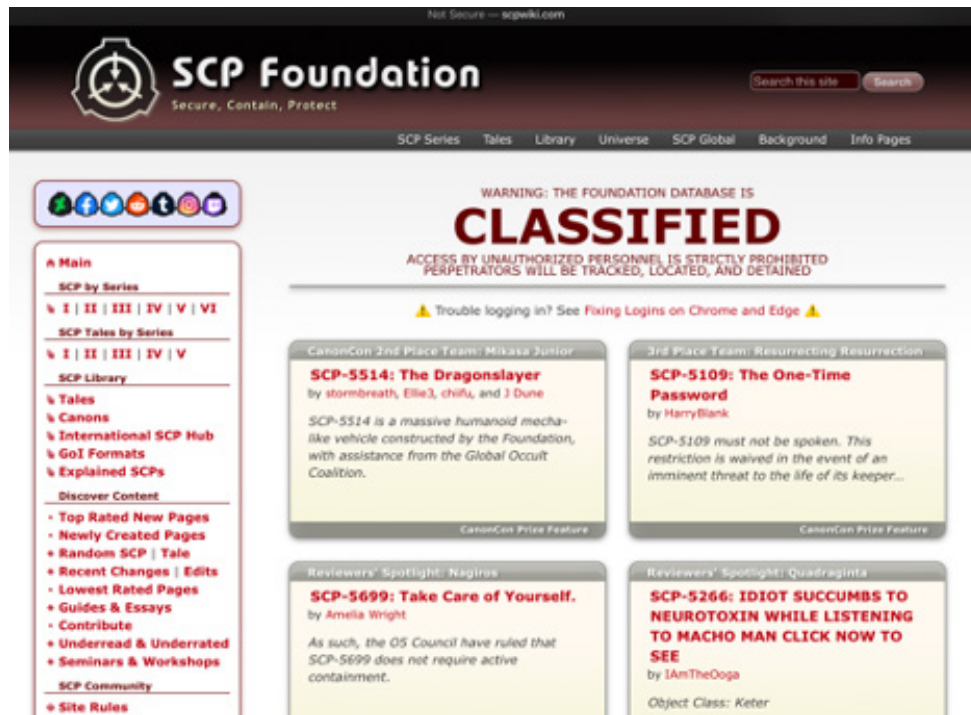 Not Secure — scpwiki.com
SCP Foundation
Secure, Contain, Protect
Search this site
Search
SCP Series Tales Library Universe SCP Global Background Info Pages
Main
SCP by Series
I | II | III | IV | V | VI
SCP Tales by Series
I | II | III | IV | V
SCP Library
Tales
Canons
International SCP Hub
GoI Formats
Explained SCPs
Discover Content
Top Rated New Pages
Newly Created Pages
Random SCP | Tale
Recent Changes | Edits
Lowest Rated Pages
Guides & Essays
Contribute
Underread & Underrated
Seminars & Workshops
SCP Community
Site Rules
WARNING: THE FOUNDATION DATABASE IS
CLASSIFIED
ACCESS BY UNAUTHORIZED PERSONNEL IS STRICTLY PROHIBITED
PERPETRATORS WILL BE TRACKED, LOCATED, AND DETAINED
Trouble logging in? See Fixing Logins on Chrome and Edge
CanonCon 2nd Place Team: Mikasa Junior
SCP-5514: The Dragonslayer
by stormbreath, Ellie3, chiifu, and J Dune
SCP-5514 is a massive humanoid mecha-
like vehicle constructed by the Foundation,
with assistance from the Global Occult
Coalition.
CanonCon Prize Feature
3rd Place Team: Resurrecting Resurrection
SCP-5109: The One-Time
Password
by HarryBlank
SCP-5109 must not be spoken. This
restriction is waived in the event of an
imminent threat to the life of its keeper...
CanonCon Prize Feature
Reviewers' Spotlight: Nagiros
SCP-5699: Take Care of Yourself.
by Amelia Wright
As such, the O5 Council have ruled that
SCP-5699 does not require active
containment.
Reviewers' Spotlight: Quadraginta
SCP-5266: IDIOT SUCCUMBS TO
NEUROTOXIN WHILE LISTENING
TO MACHO MAN CLICK NOW TO
SEE
by IAmTheOoga
Object Class: Keter